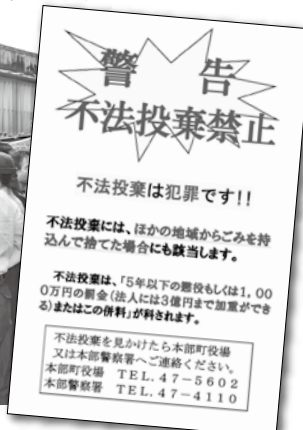 警告
不法投棄禁止
不法投棄は犯罪です!!
不法投棄には、ほかの地域からごみを持
込んで捨てた場合にも該当します。
不法投棄は、「5年以下の懲役もしくは1,00
0万円の罰金(法人には3億円まで加重ができ
る)またはこの併料」が科されます。
不法投棄を見かけたら本部町役場
又は本部警察署へご連絡ください。
本部町役場 TEL.47-5602
本部警察署 TEL.47-4110